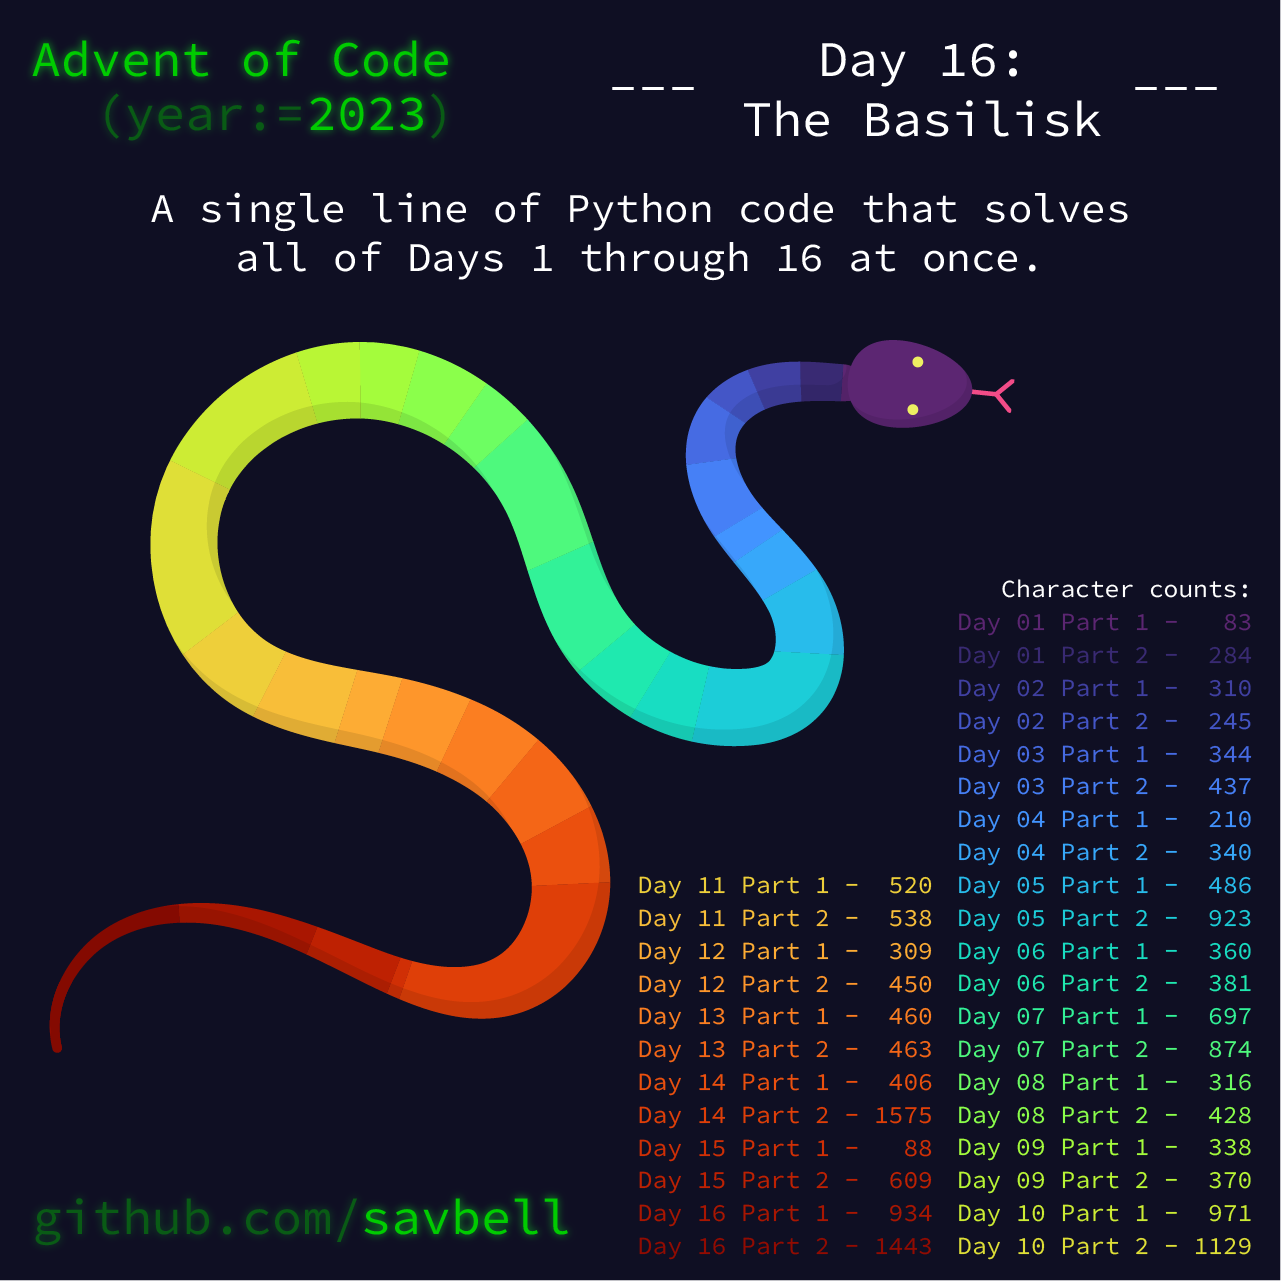 Advent of Code
(year:=2023)
--- Day 16: ---
The Basilisk
A single line of Python code that solves
all of Days 1 through 16 at once.
Character counts:
Day 01 Part 1 - 83
Day 01 Part 2 - 284
Day 02 Part 1 - 310
Day 02 Part 2 - 245
Day 03 Part 1 - 344
Day 03 Part 2 - 437
Day 04 Part 1 - 210
Day 04 Part 2 - 340
Day 05 Part 1 - 486
Day 05 Part 2 - 923
Day 06 Part 1 - 360
Day 06 Part 2 - 381
Day 07 Part 1 - 697
Day 07 Part 2 - 874
Day 08 Part 1 - 316
Day 08 Part 2 - 428
Day 09 Part 1 - 338
Day 09 Part 2 - 370
Day 10 Part 1 - 971
Day 10 Part 2 - 1129
Day 11 Part 1 - 520
Day 11 Part 2 - 538
Day 12 Part 1 - 309
Day 12 Part 2 - 450
Day 13 Part 1 - 460
Day 13 Part 2 - 463
Day 14 Part 1 - 406
Day 14 Part 2 - 1575
Day 15 Part 1 - 88
Day 15 Part 2 - 609
Day 16 Part 1 - 934
Day 16 Part 2 - 1443
github.com/savbell